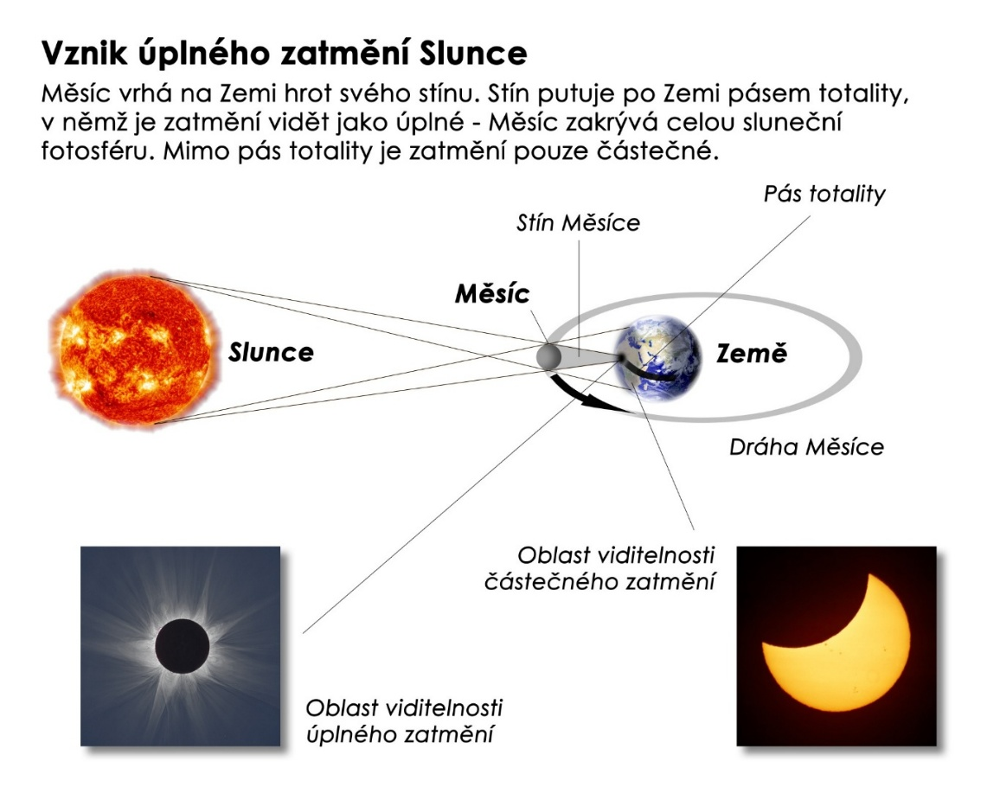 Vznik úplného zatmění Slunce
Měsíc vrhá na Zemi hrot svého stínu. Stín putuje po Zemi pásem totality,
v němž je zatmění vidět jako úplné - Měsíc zakrývá celou sluneční
fotosféru. Mimo pás totality je zatmění pouze částečné.
Pás totality
Stín Měsíce
Měsíc
Slunce
Země
Dráha Měsíce
Oblast viditelnosti
částečného zatmění
Oblast viditelnosti
úplného zatmění